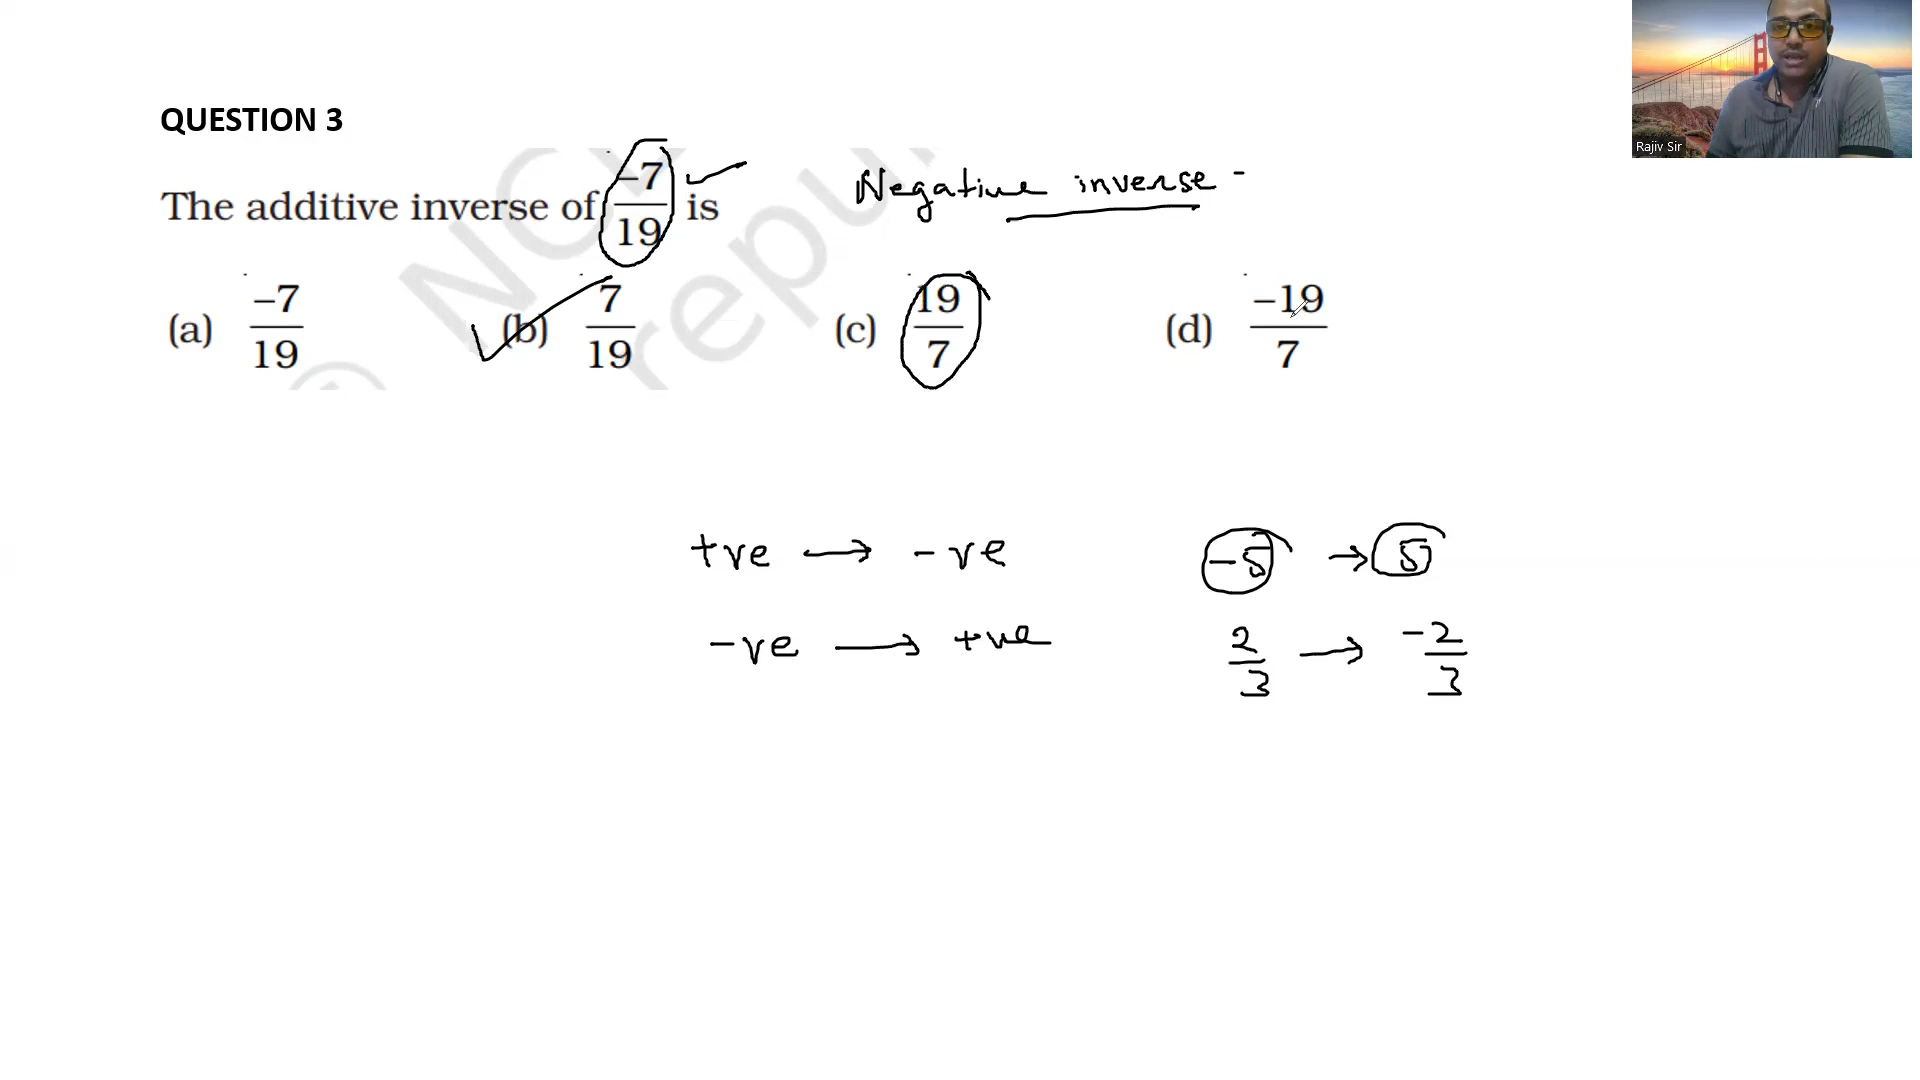 Rajiv Sir
QUESTION 3
The additive inverse of -7/19 is
Negative inverse -
(a) -7/19 (b) 7/19 (c) 19/7 (d) -19/7
+ve → -ve -5 → 5
-ve → +ve 2/3 → -2/3